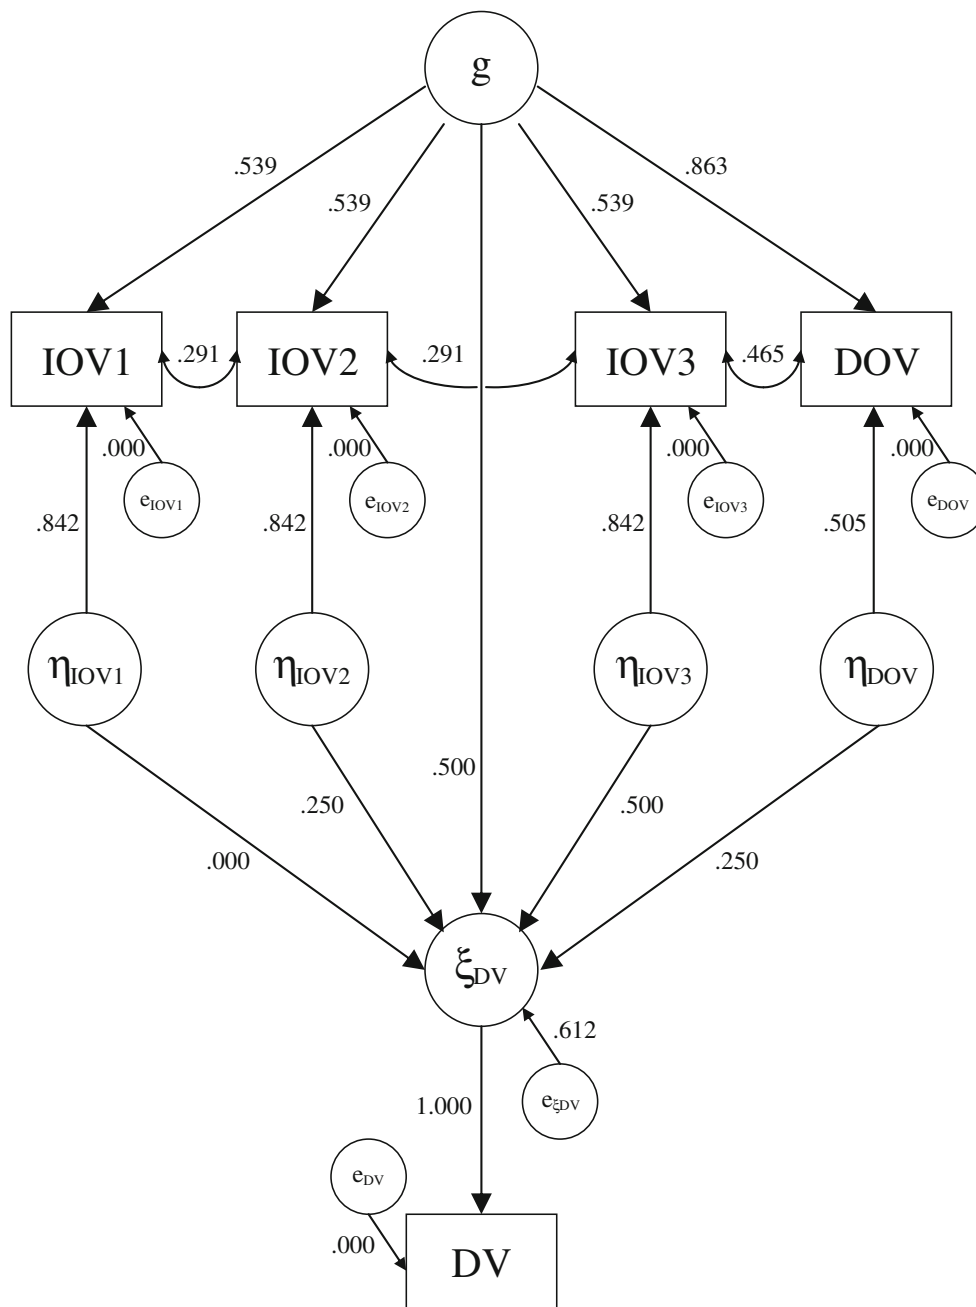 g
.539
.863
.539
.539
IOV1
.291
IOV2
.291
IOV3
.465
DOV
.000
.000
.000
.000
eIOV1
eIOV2
eIOV3
eDOV
.842
.842
.842
.505
ηIOV1
ηIOV2
ηIOV3
ηDOV
.500
.250
.500
.000
.250
ξDV
.612
eξDV
1.000
eDV
.000
DV